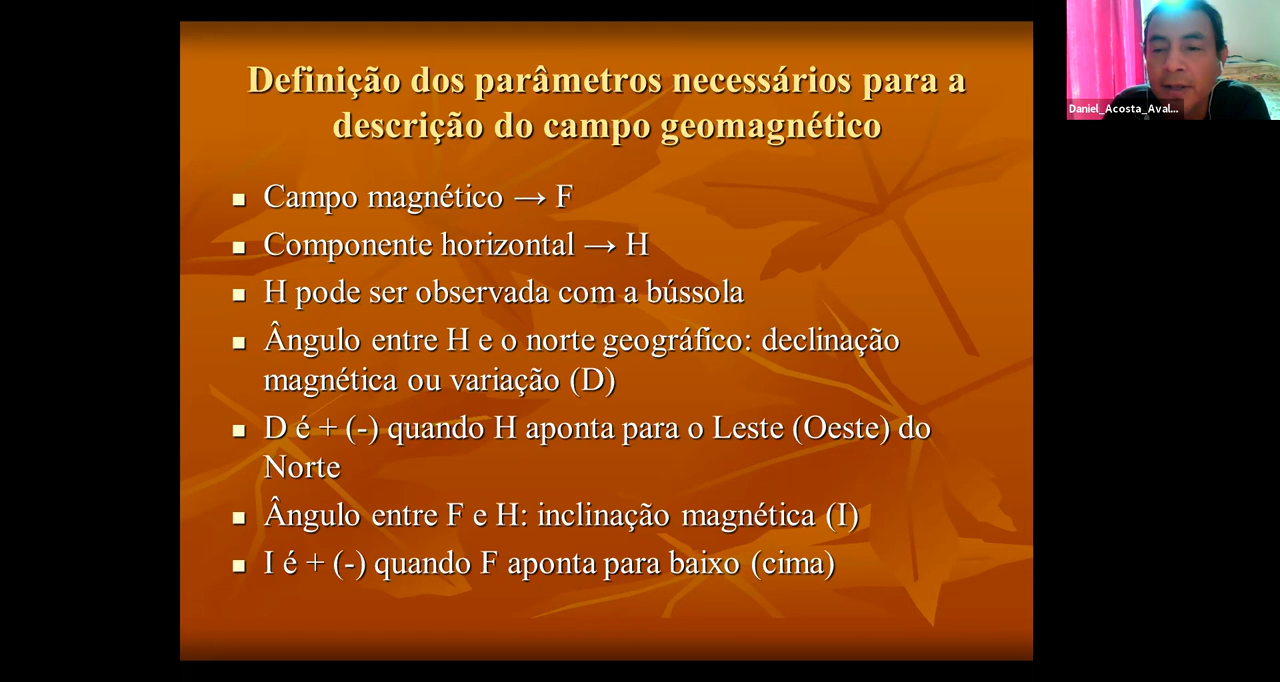 Definição dos parâmetros necessários para a
descrição do campo geomagnético
Campo magnético → F
Componente horizontal → H
H pode ser observada com a bússola
Ângulo entre H e o norte geográfico: declinação
magnética ou variação (D)
D é + (-) quando H aponta para o Leste (Oeste) do
Norte
Ângulo entre F e H: inclinação magnética (I)
I é + (-) quando F aponta para baixo (cima)
Daniel_Acosta_Aval...